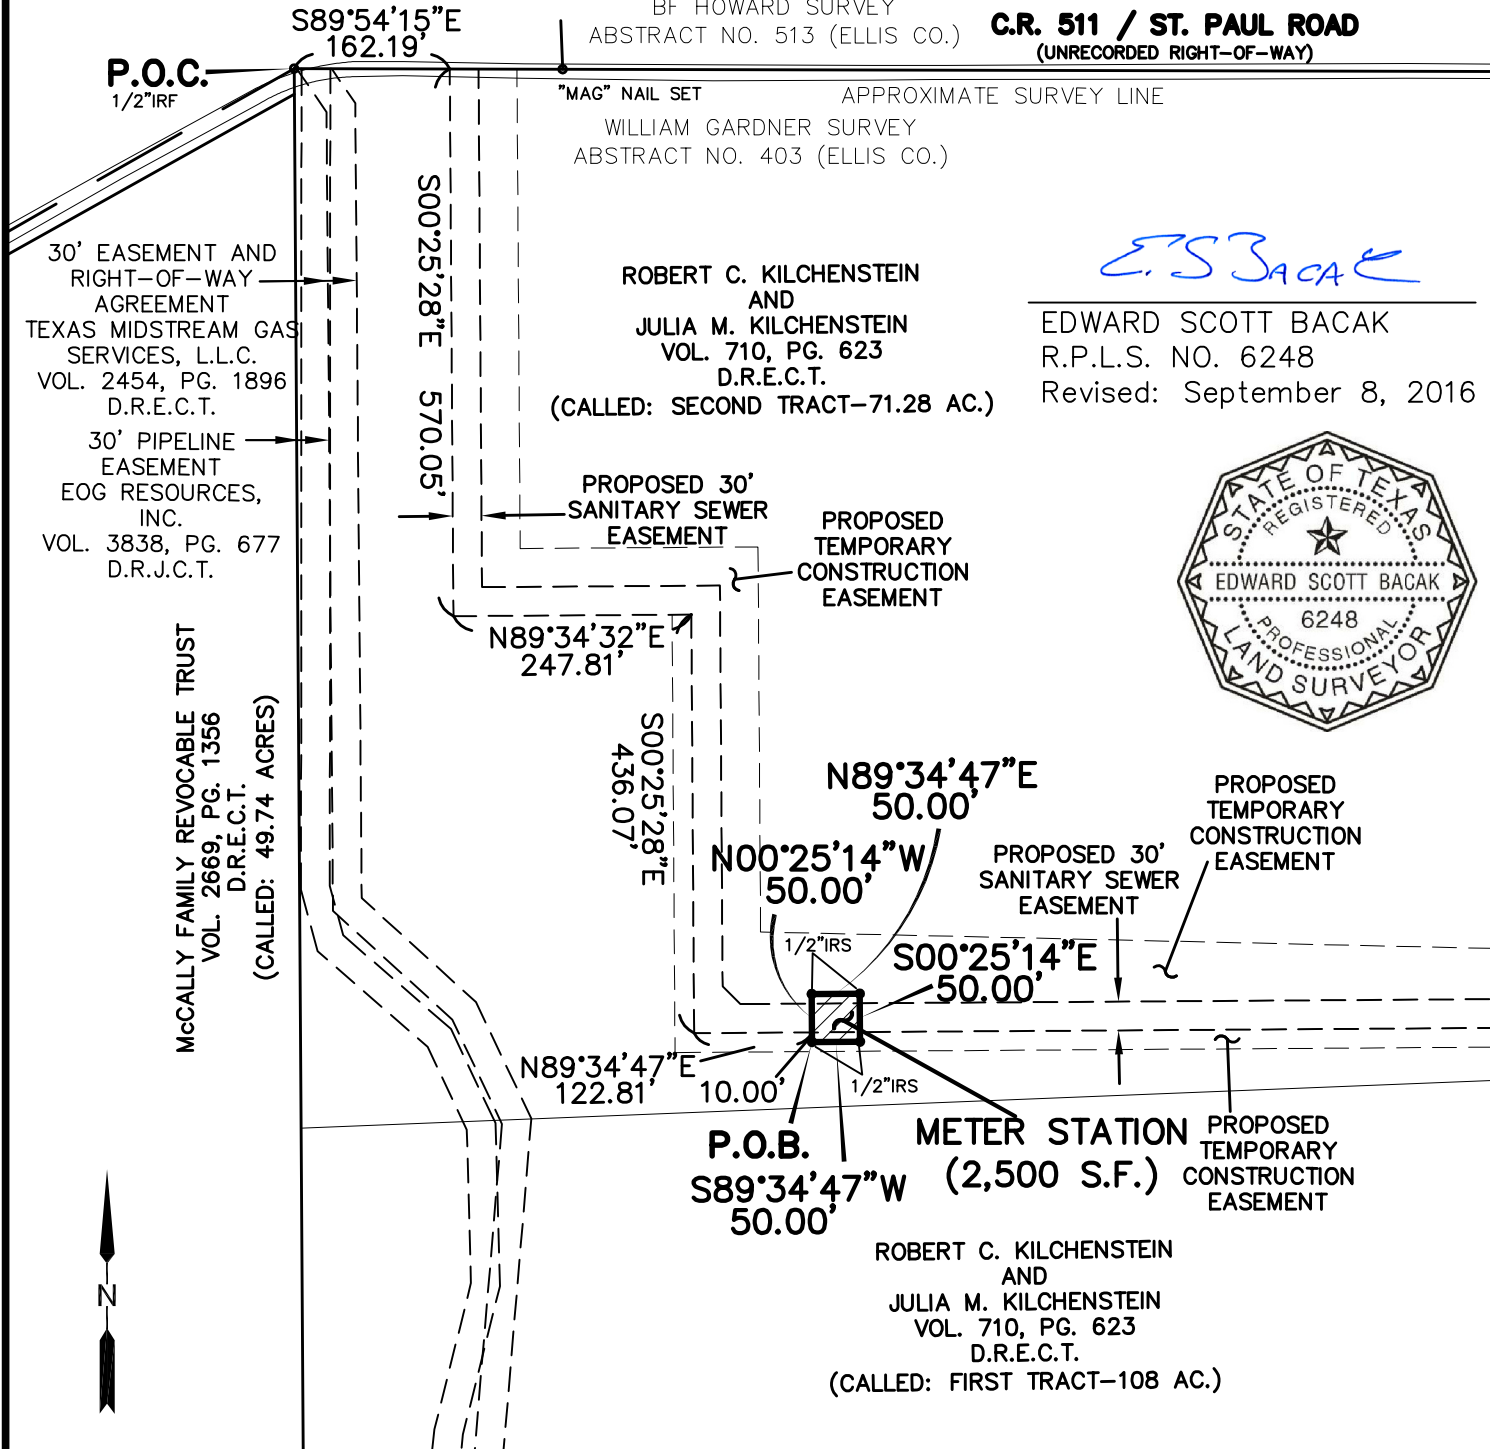 S89°54'15"E
162.19'
BF HOWARD SURVEY
ABSTRACT NO. 513 (ELLIS CO.)
C.R. 511 / ST. PAUL ROAD
(UNRECORDED RIGHT-OF-WAY)
P.O.C.
1/2"IRF
"MAG" NAIL SET
APPROXIMATE SURVEY LINE
WILLIAM GARDNER SURVEY
ABSTRACT NO. 403 (ELLIS CO.)
S00°25'28"E 570.05'
30' EASEMENT AND
RIGHT-OF-WAY
AGREEMENT
TEXAS MIDSTREAM GAS
SERVICES, L.L.C.
VOL. 2454, PG. 1896
D.R.E.C.T.
30' PIPELINE
EASEMENT
EOG RESOURCES,
INC.
VOL. 3838, PG. 677
D.R.J.C.T.
ROBERT C. KILCHENSTEIN
AND
JULIA M. KILCHENSTEIN
VOL. 710, PG. 623
D.R.E.C.T.
(CALLED: SECOND TRACT-71.28 AC.)
E.S BACAK
EDWARD SCOTT BACAK
R.P.L.S. NO. 6248
Revised: September 8, 2016
STATE OF TEXAS
REGISTERED
EDWARD SCOTT BACAK
6248
PROFESSIONAL
LAND SURVEYOR
PROPOSED 30'
SANITARY SEWER
EASEMENT
PROPOSED
TEMPORARY
CONSTRUCTION
EASEMENT
N89°34'32"E
247.81'
McCALLY FAMILY REVOCABLE TRUST
VOL. 2669, PG. 1356
D.R.E.C.T.
(CALLED: 49.74 ACRES)
S00°25'28"E
436.07'
N89°34'47"E
50.00'
N00°25'14"W
50.00'
PROPOSED 30'
SANITARY SEWER
EASEMENT
PROPOSED
TEMPORARY
CONSTRUCTION
EASEMENT
1/2"IRS
S00°25'14"E
50.00'
N89°34'47"E
122.81'
10.00'
1/2"IRS
P.O.B.
S89°34'47"W
50.00'
METER STATION
(2,500 S.F.)
PROPOSED
TEMPORARY
CONSTRUCTION
EASEMENT
N
ROBERT C. KILCHENSTEIN
AND
JULIA M. KILCHENSTEIN
VOL. 710, PG. 623
D.R.E.C.T.
(CALLED: FIRST TRACT-108 AC.)